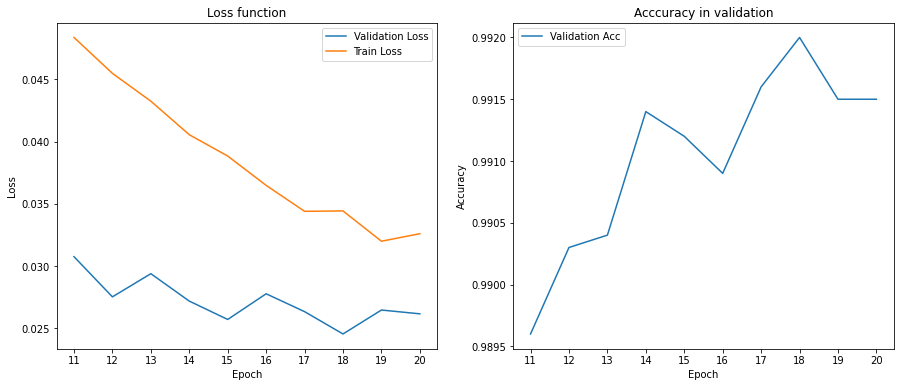 Loss function
Validation Loss
Train Loss
0.045
0.040
0.035
0.030
0.025
Loss
11 12 13 14 15 16 17 18 19 20
Epoch
Acccuracy in validation
Validation Acc
0.9920
0.9915
0.9910
0.9905
0.9900
0.9895
Accuracy
11 12 13 14 15 16 17 18 19 20
Epoch